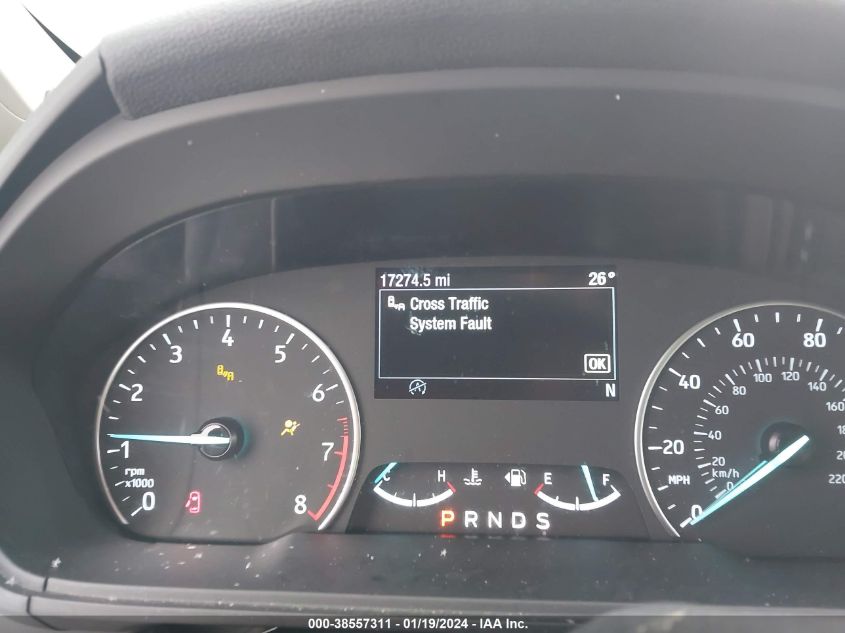 17274.5 mi 26°
Cross Traffic
System Fault
OK
N
0 1 2 3 4 5 6 7 8
rpm
x1000
C H E F
P R N D S
0 20 40 60 80
MPH
0 20 40 60 80 100 120 140 160
km/h
220
000-38557311 - 01/19/2024 - IAA Inc.